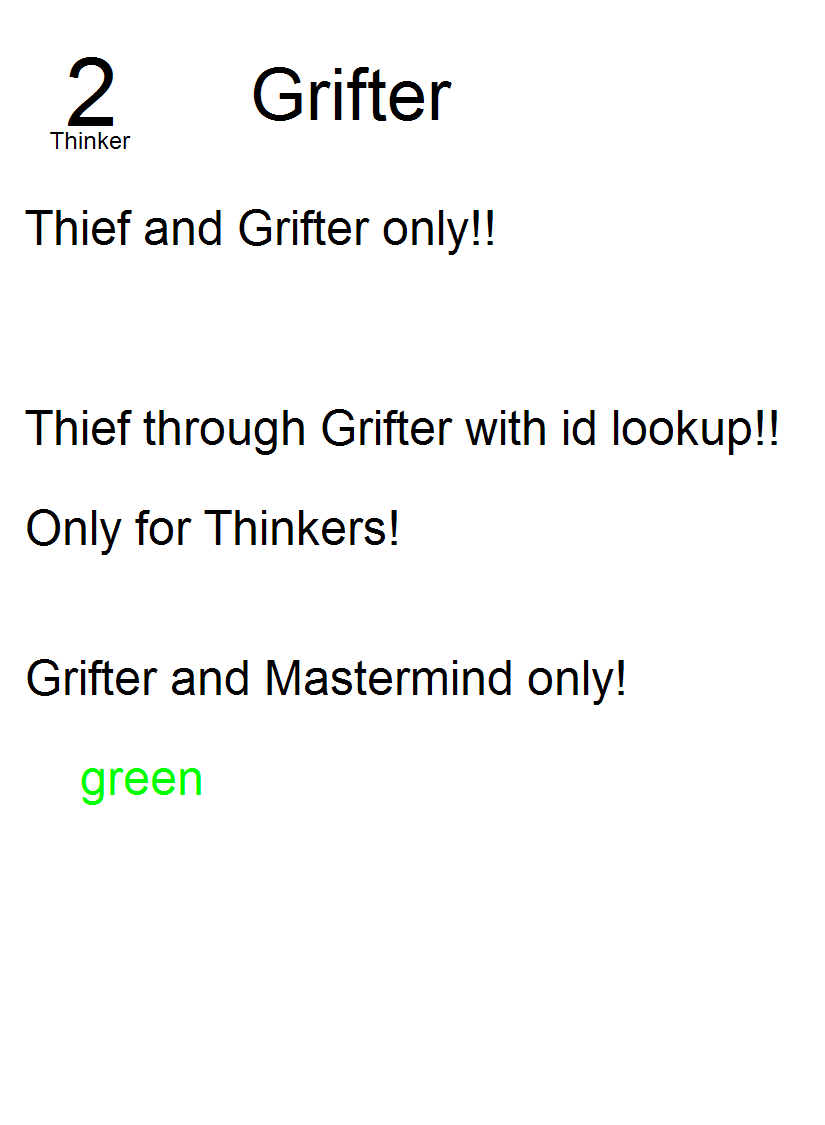 2 Grifter
Thinker
Thief and Grifter only!!
Thief through Grifter with id lookup!!
Only for Thinkers!
Grifter and Mastermind only!
green